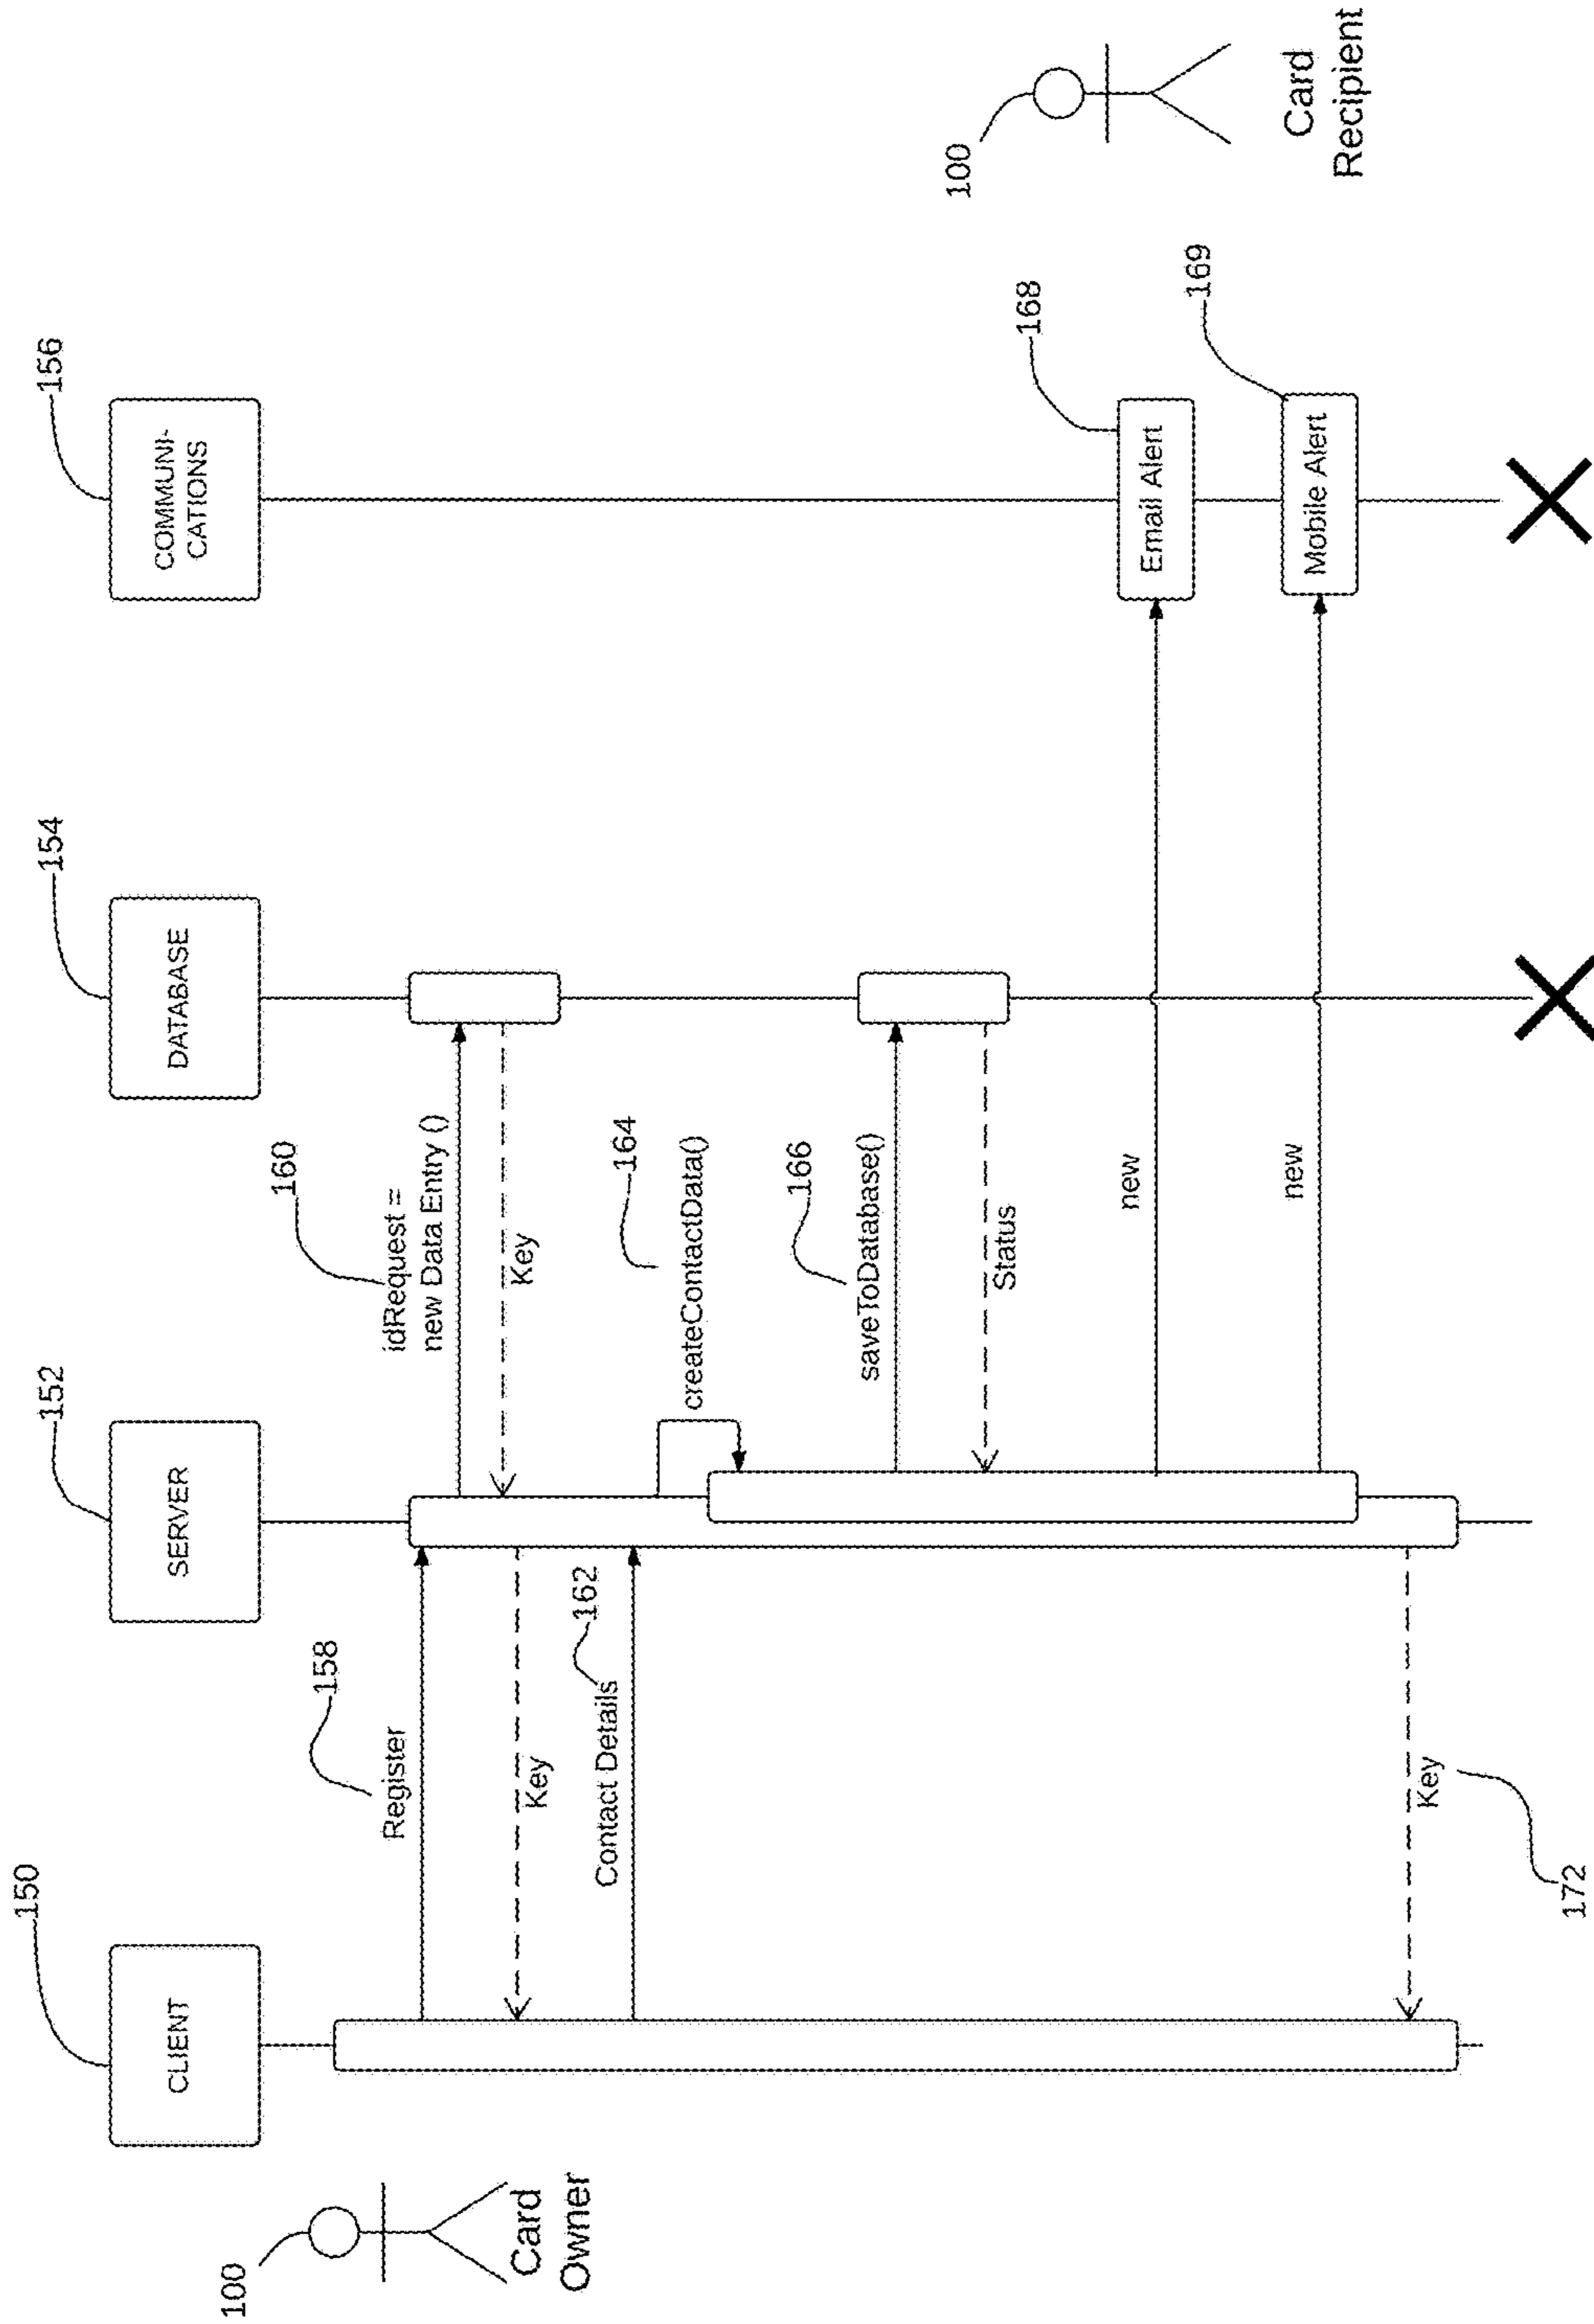 150
CLIENT
152
SERVER
154
DATABASE
156
COMMUNI-
CATIONS
100
Card
Owner
158
Register
160
idRequest =
new Data Entry ()
Key
Key
162
Contact Details
164
createContactData()
166
saveToDatabase()
Status
new
168
Email Alert
new
169
Mobile Alert
Key
172
100
Card
Recipient